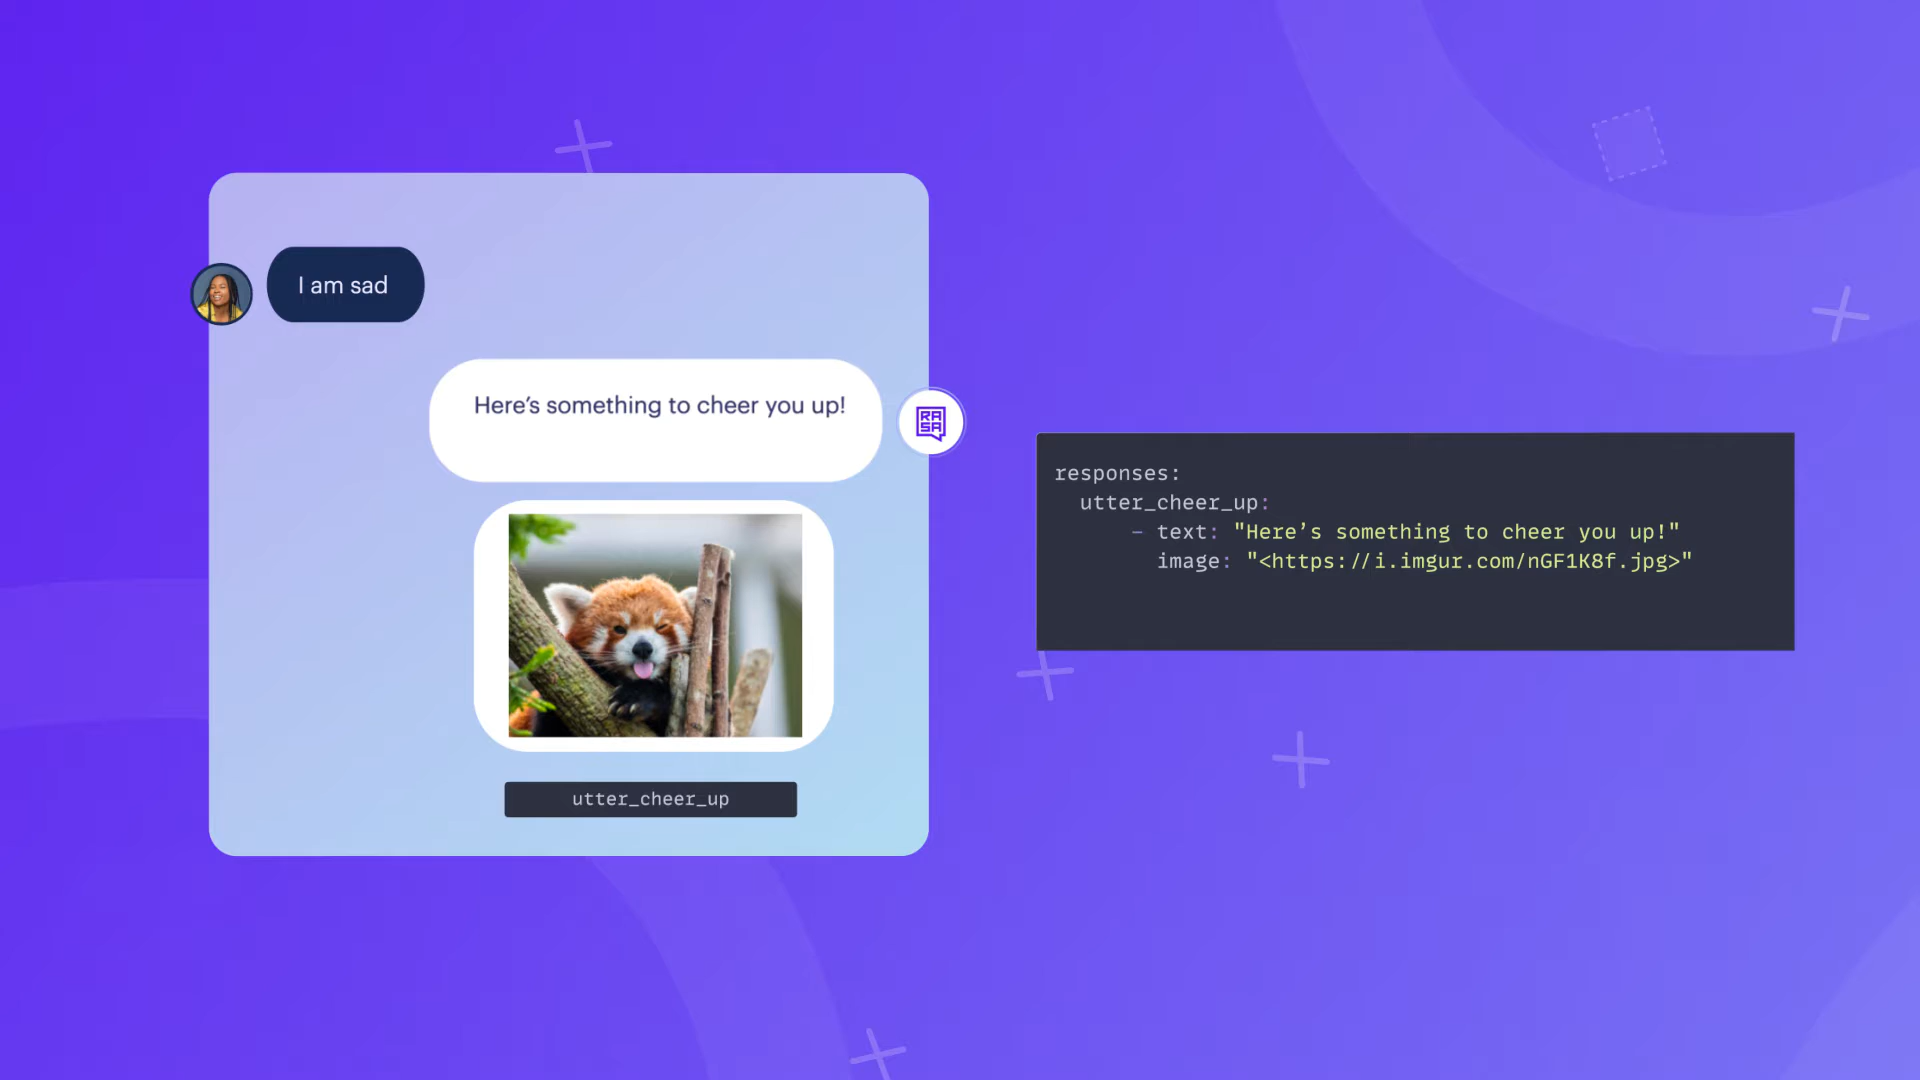 I am sad
Here’s something to cheer you up!
RASA
utter_cheer_up
responses:
utter_cheer_up:
- text: "Here’s something to cheer you up!"
image: "<https://i.imgur.com/nGF1K8f.jpg>"